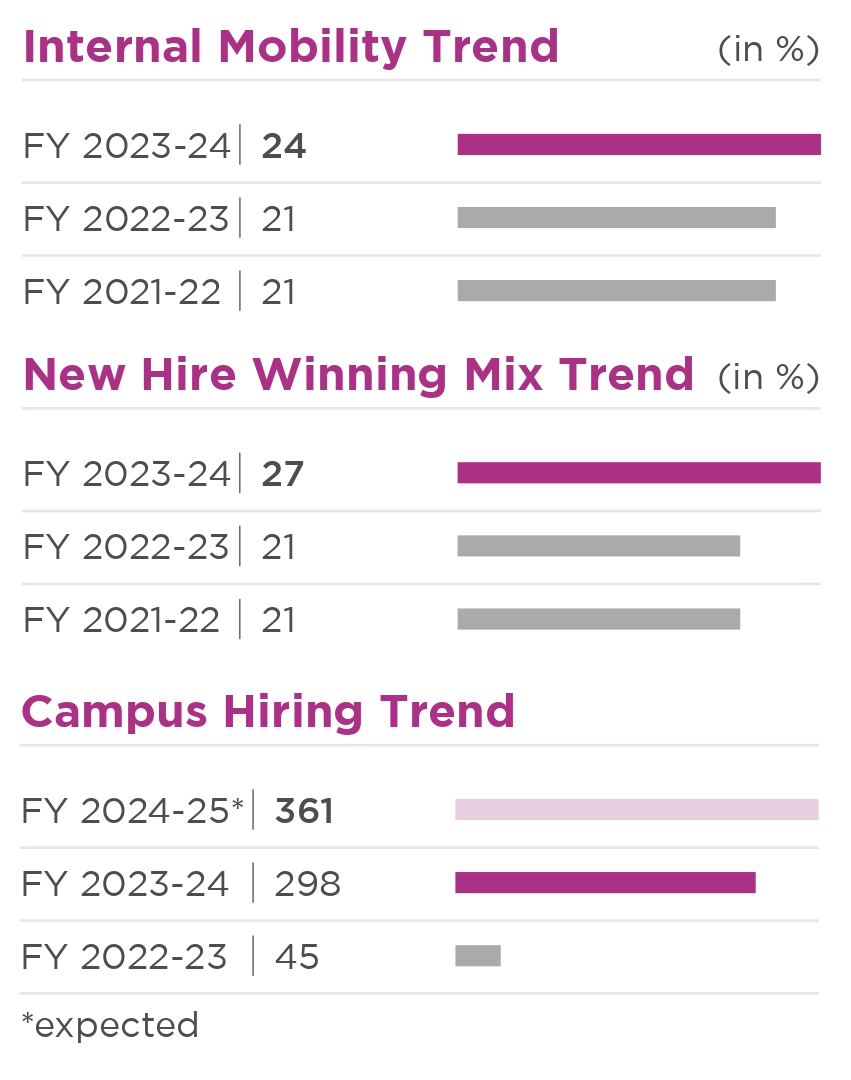 Internal Mobility Trend (in %)
FY 2023-24 24
FY 2022-23 21
FY 2021-22 21
New Hire Winning Mix Trend (in %)
FY 2023-24 27
FY 2022-23 21
FY 2021-22 21
Campus Hiring Trend
FY 2024-25* 361
FY 2023-24 298
FY 2022-23 45
*expected